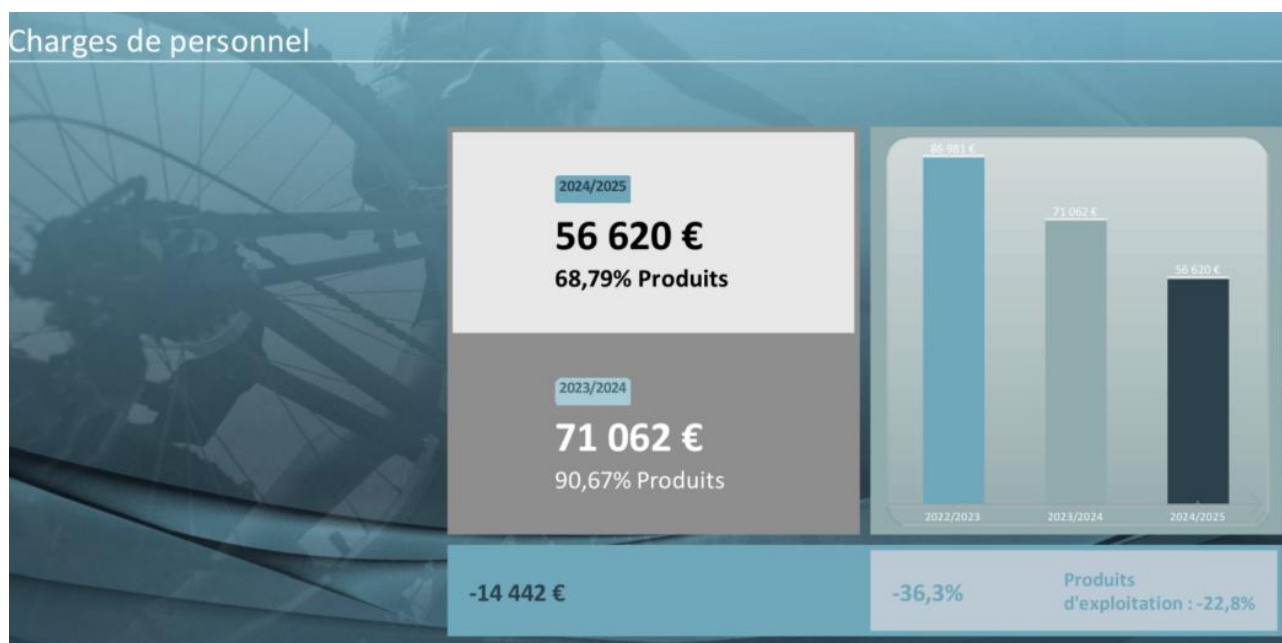 Charges de personnel
2024/2025
56 620 €
68,79% Produits
2023/2024
71 062 €
90,67% Produits
86 981 €
71 062 €
56 620 €
2022/2023
2023/2024
2024/2025
-14 442 €
-36,3%
Produits
d'exploitation : -22,8%